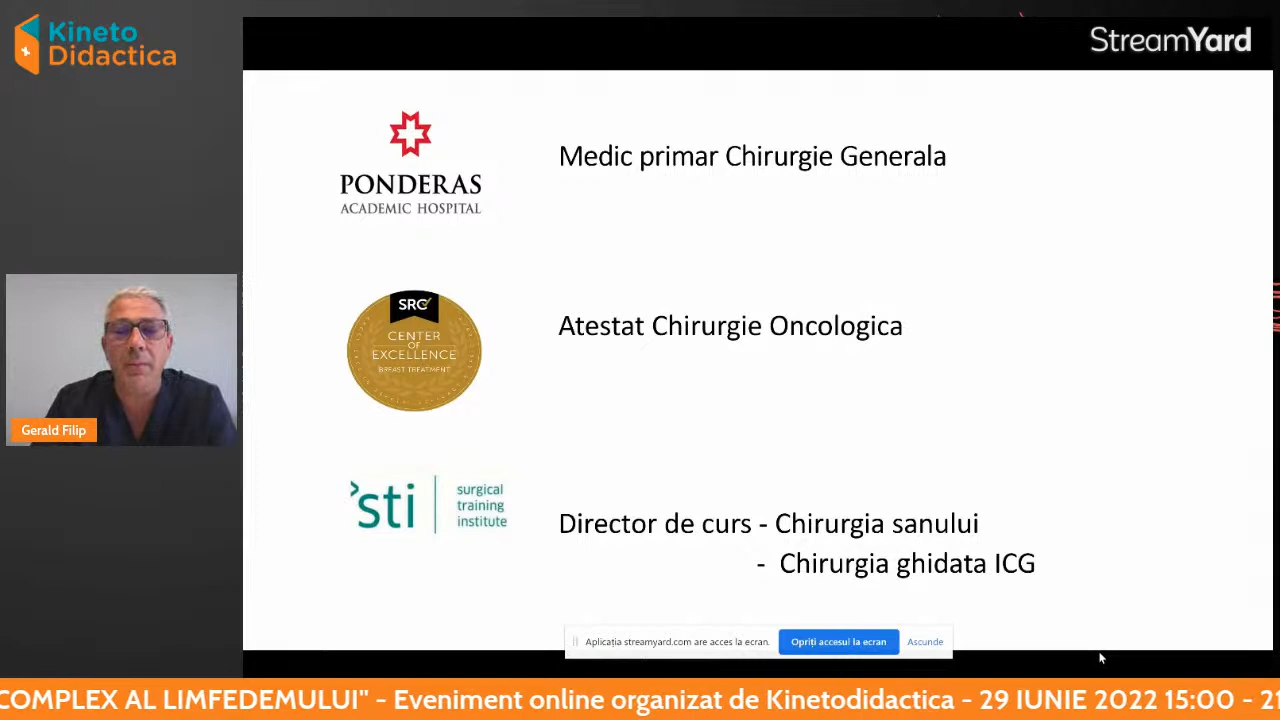 Kineto
Didactica
StreamYard
PONDERAS
ACADEMIC HOSPITAL
Medic primar Chirurgie Generala
SRC
CENTER
OF
EXCELLENCE
BREAST TREATMENT
Atestat Chirurgie Oncologica
Gerald Filip
sti
surgical
training
institute
Director de curs - Chirurgia sanului
- Chirurgia ghidata ICG
Aplicația streamyard.com are acces la ecran. Opriți accesul la ecran Ascunde
COMPLEX AL LIMFEDEMULUI" - Eveniment online organizat de Kinetodidactica - 29 IUNIE 2022 15:00 - 2